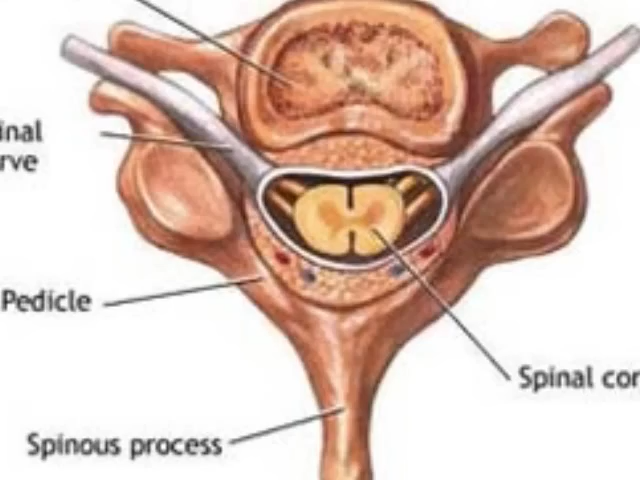 inal
rve
Pedicle
Spinal cor
Spinous process